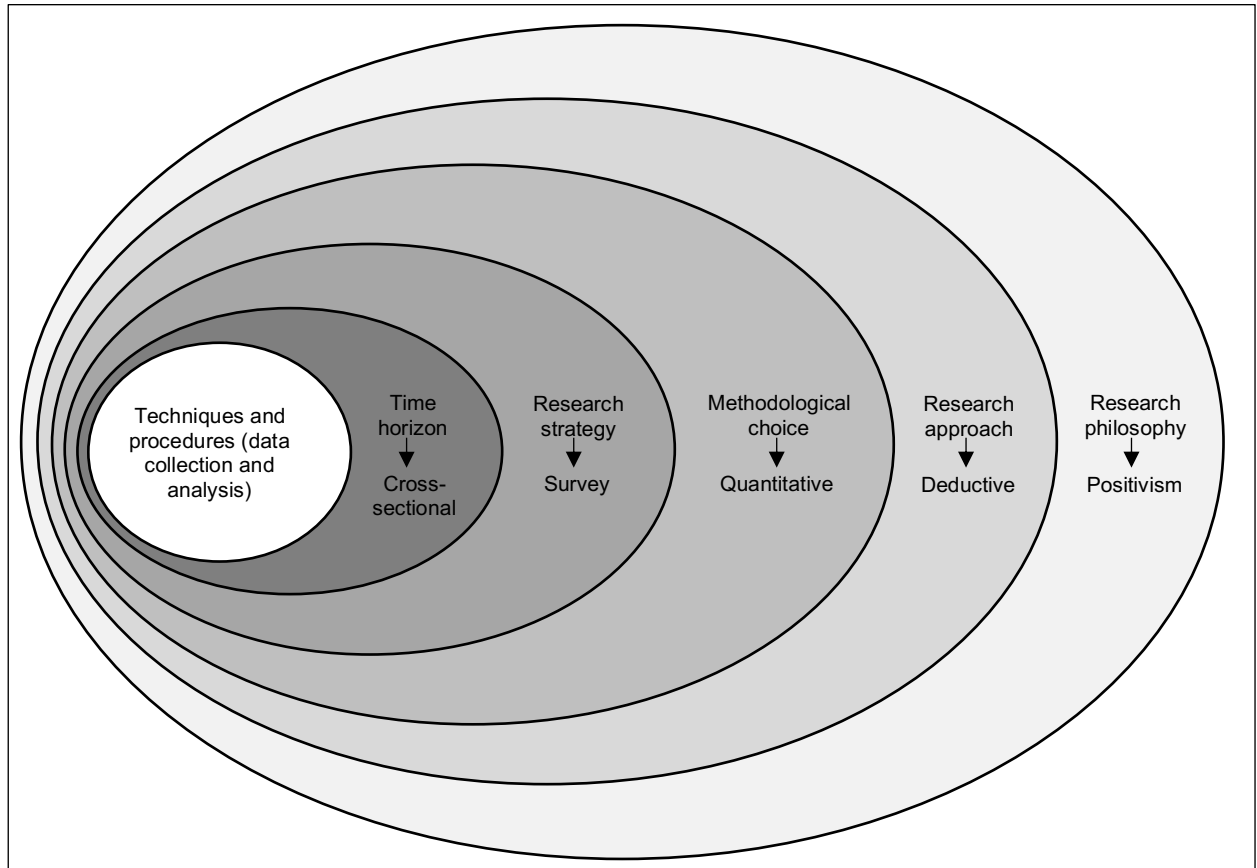 Techniques and
procedures (data
collection and
analysis)
Time
horizon
Cross-
sectional
Research
strategy
Survey
Methodological
choice
Quantitative
Research
approach
Deductive
Research
philosophy
Positivism